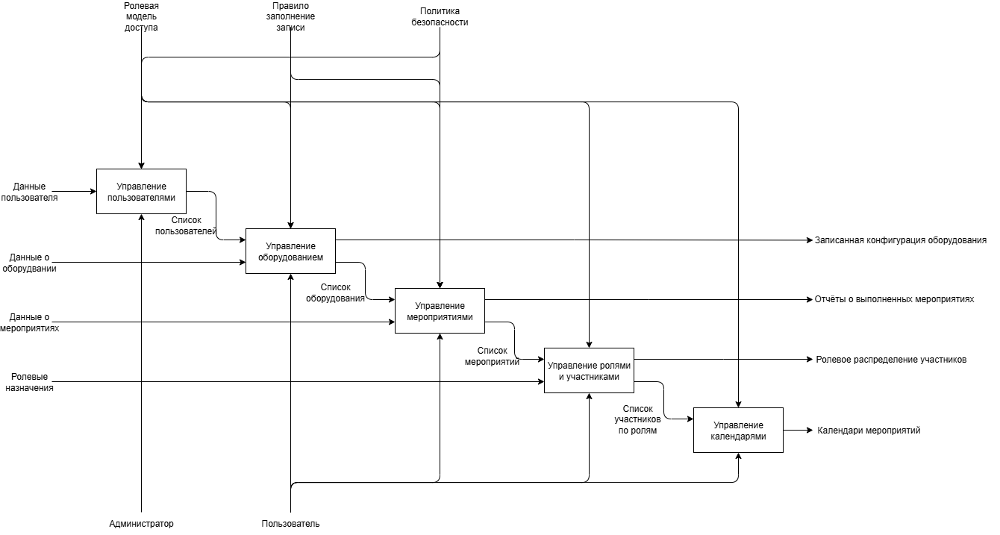 Ролевая
модель
доступа
Правило
заполнение
записи
Политика
безопасности
Данные
пользователя
Управление
пользователями
Список
пользователей
Управление
оборудованием
Записанная конфигурация оборудования
Данные о
оборудвании
Список
оборудования
Управление
мероприятиями
Отчёты о выполненных мероприятиях
Данные о
мероприятиях
Список
мероприятий
Управление ролями
и участниками
Ролевое распределение участников
Ролевые
назначения
Список
участников
по ролям
Управление
календарями
Календари мероприятий
Администратор
Пользователь